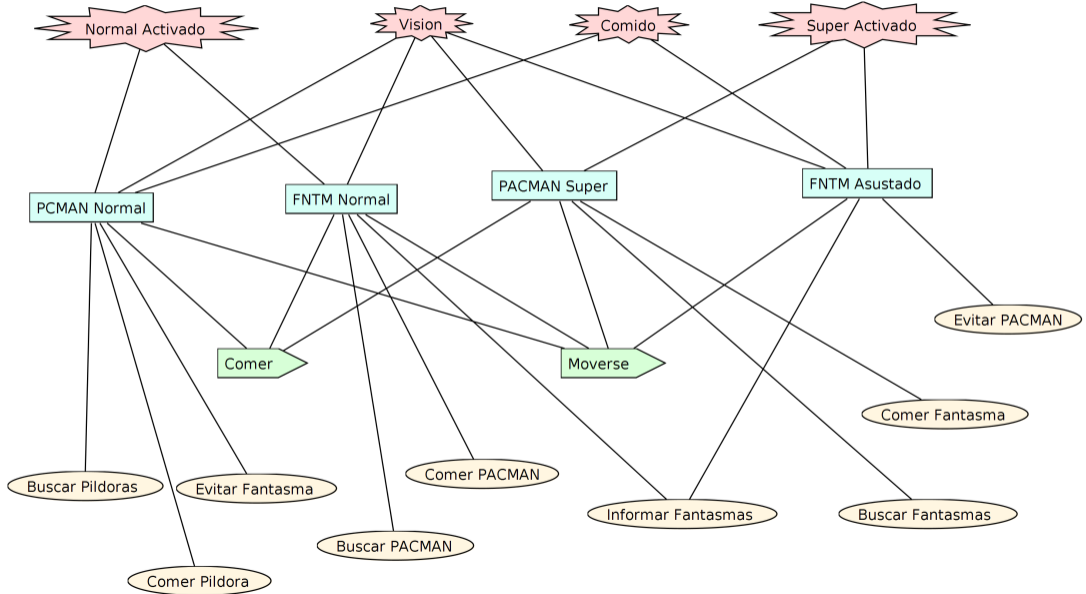 Normal Activado
Vision
Comido
Super Activado
PCMAN Normal
FNTM Normal
PACMAN Super
FNTM Asustado
Evitar PACMAN
Comer
Moverse
Comer Fantasma
Buscar Pildoras
Evitar Fantasma
Comer PACMAN
Informar Fantasmas
Buscar Fantasmas
Buscar PACMAN
Comer Pildora